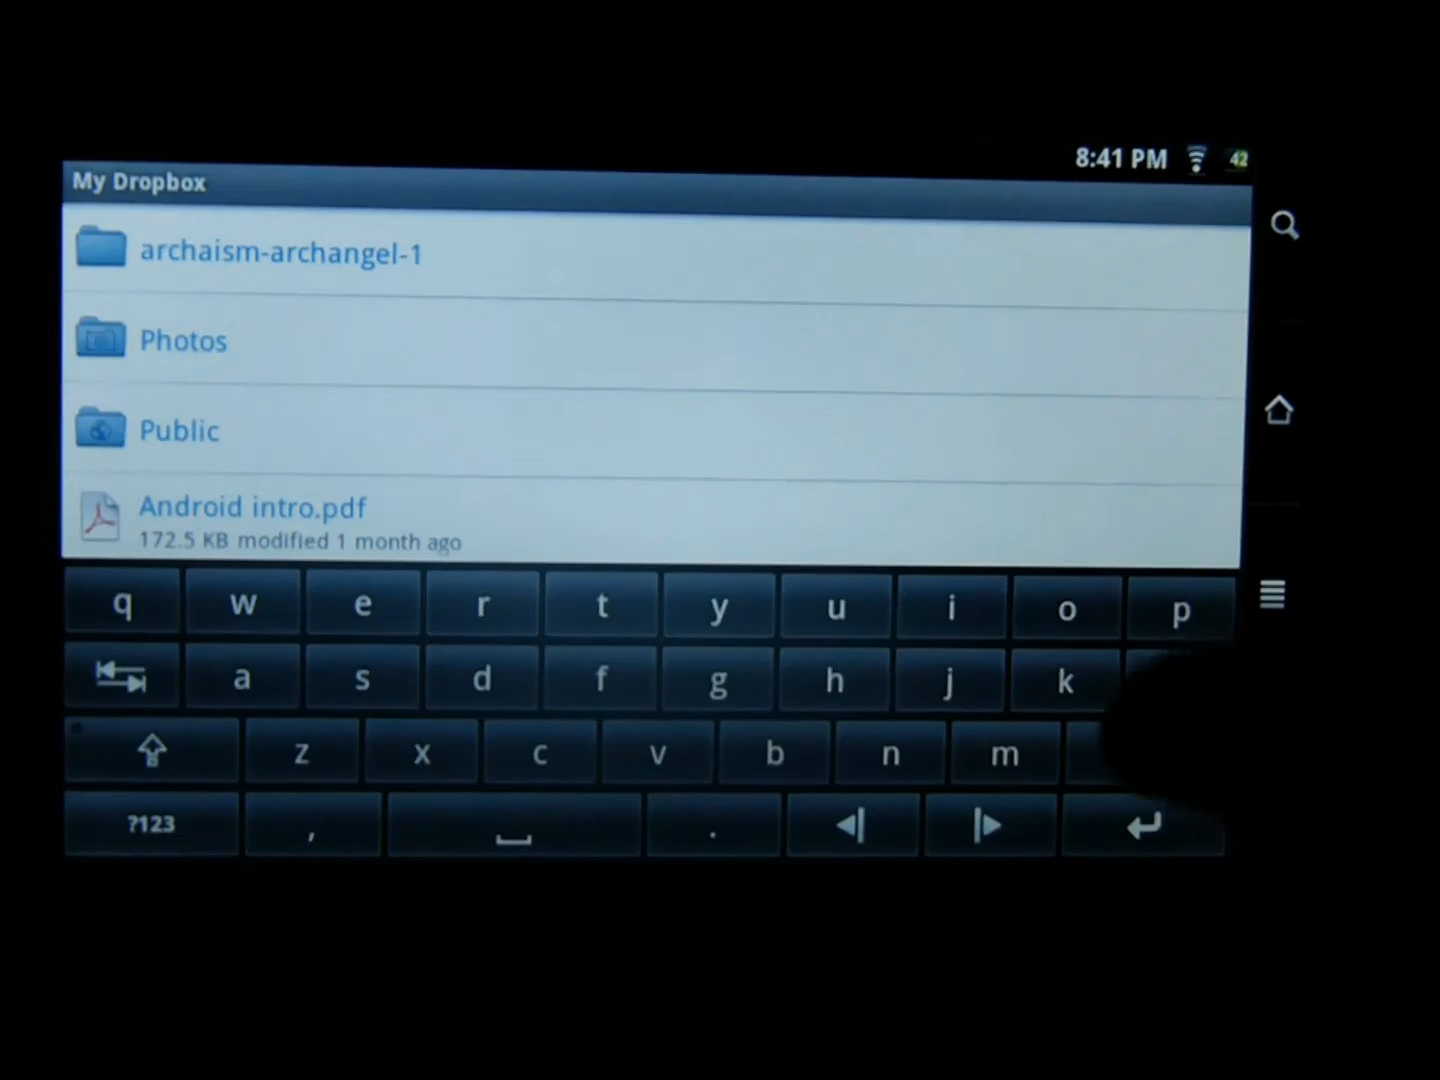 8:41 PM 42
My Dropbox
archaism-archangel-1
Photos
Public
Android intro.pdf
172.5 KB modified 1 month ago
q w e r t y u i o p
a s d f g h j k
z x c v b n m
?123 , .